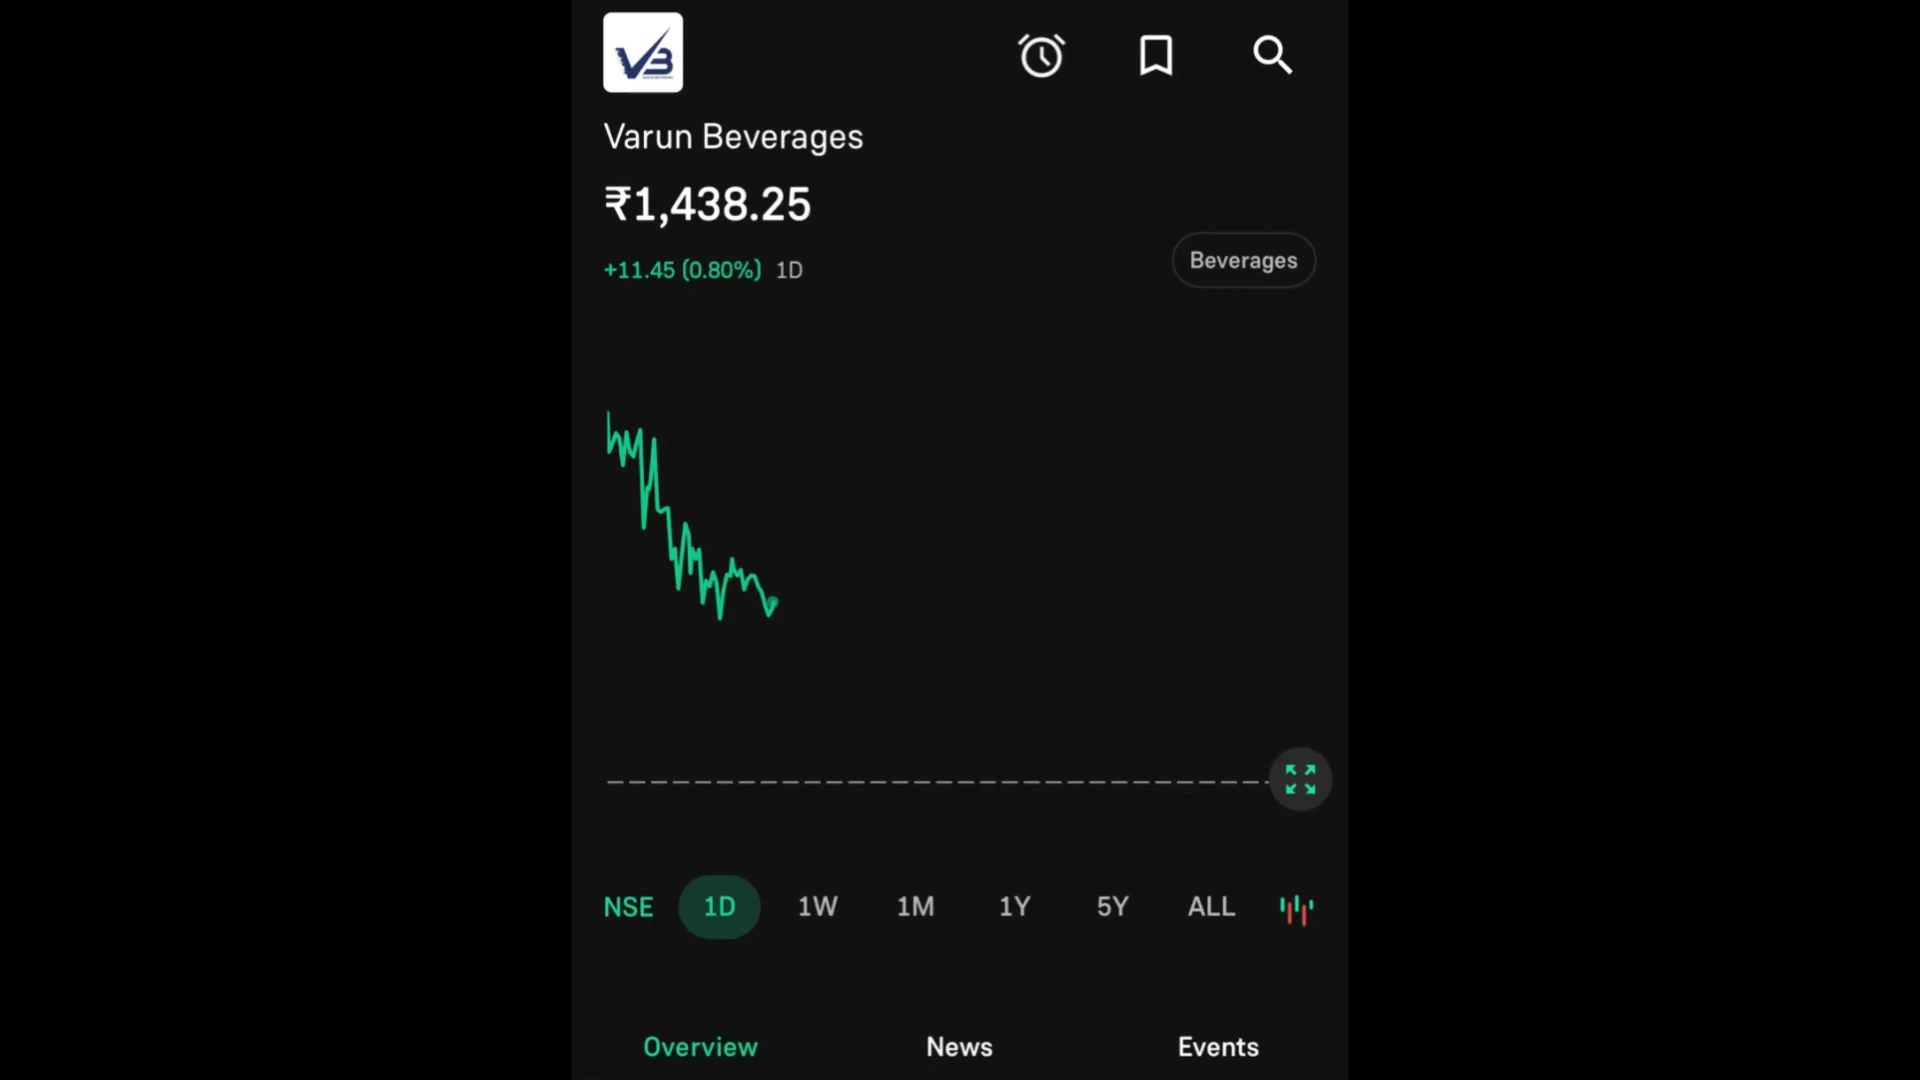 VB
Varun Beverages
₹1,438.25
+11.45 (0.80%) 1D
Beverages
NSE 1D 1W 1M 1Y 5Y ALL
Overview News Events